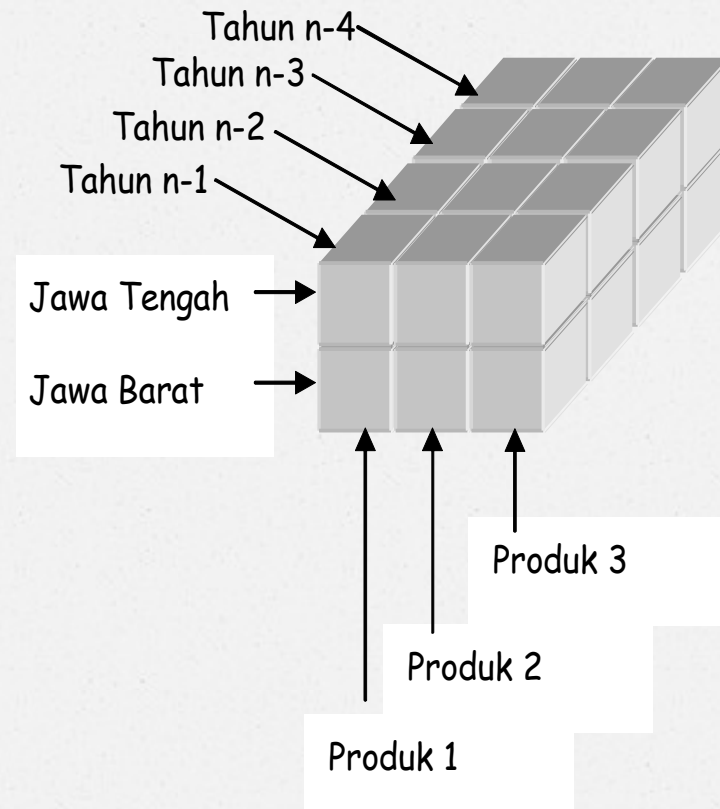 Tahun n-4
Tahun n-3
Tahun n-2
Tahun n-1
Jawa Tengah
Jawa Barat
Produk 3
Produk 2
Produk 1